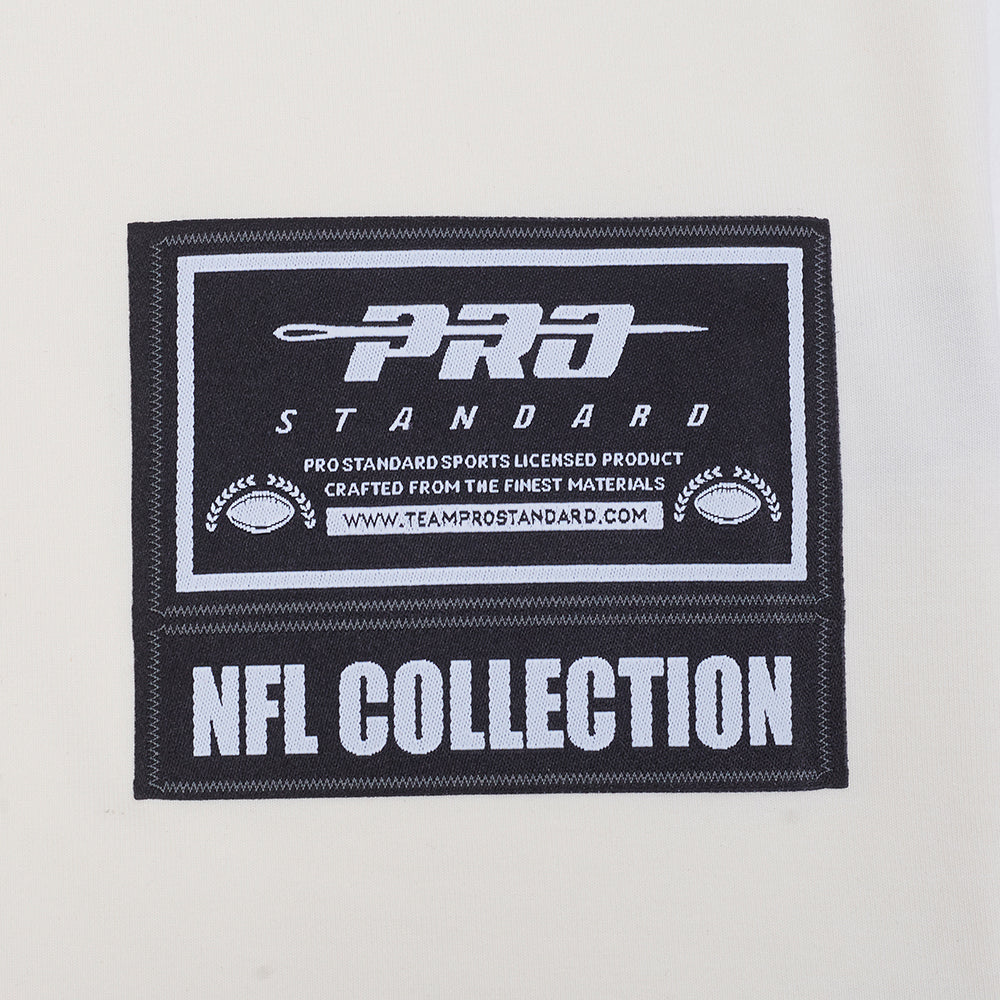 PRO
STANDARD
PRO STANDARD SPORTS LICENSED PRODUCT
CRAFTED FROM THE FINEST MATERIALS
WWW.TEAMPROSTANDARD.COM
NFL COLLECTION